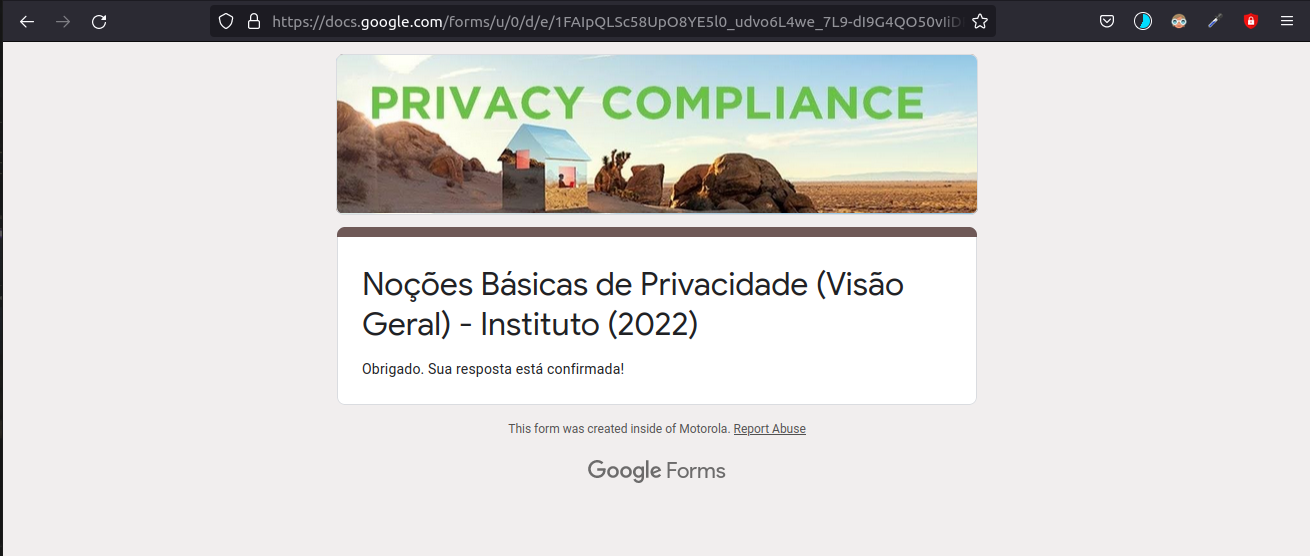 https://docs.google.com/forms/u/0/d/e/1FAIpQLSc58UpO8YE5l0_udvo6L4we_7L9-dI9G4QO50vIiD
PRIVACY COMPLIANCE
Noções Básicas de Privacidade (Visão
Geral) - Instituto (2022)
Obrigado. Sua resposta está confirmada!
This form was created inside of Motorola. Report Abuse
Google Forms